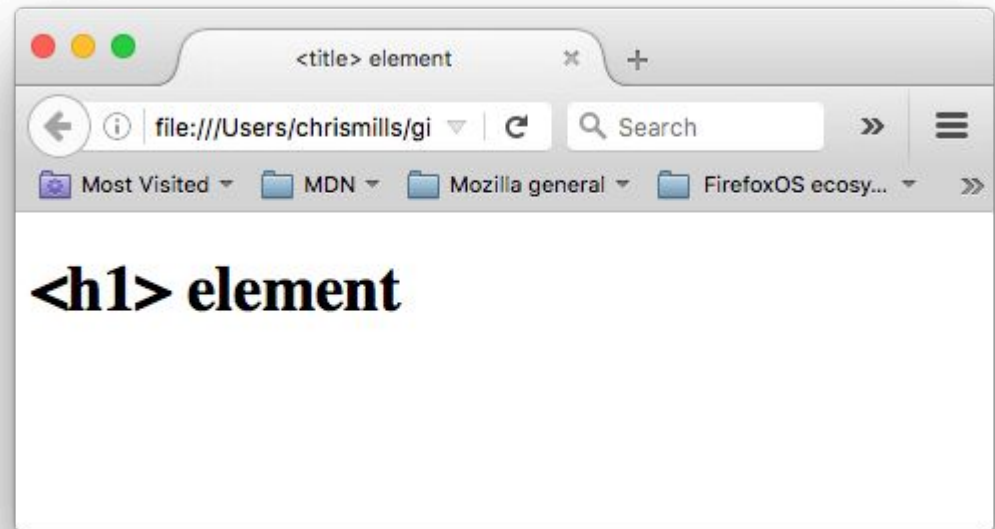 <title> element
file:///Users/chrismills/gi
Search
Most Visited MDN Mozilla general FirefoxOS ecosy...
<h1> element